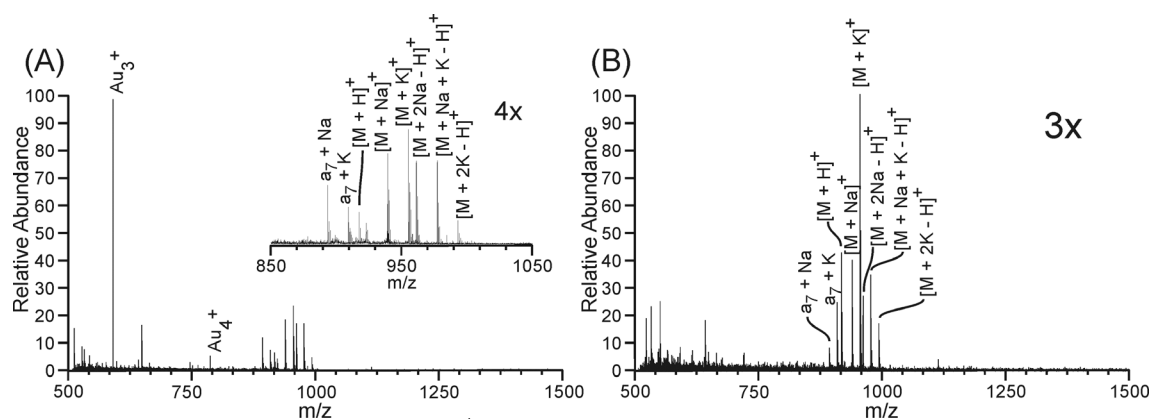 (A)
Au3+
Au4+
4x
a7 + Na
a7 + K
[M + H]+
[M + Na]+
[M + K]+
[M + 2Na - H]+
[M + Na + K - H]+
[M + 2K - H]+
850 950 1050
m/z
Relative Abundance
100
90
80
70
60
50
40
30
20
10
0
500 750 1000 1250 1500
m/z
(B)
3x
a7 + Na
a7 + K
[M + H]+
[M + Na]+
[M + K]+
[M + 2Na - H]+
[M + Na + K - H]+
[M + 2K - H]+
Relative Abundance
100
90
80
70
60
50
40
30
20
10
0
500 750 1000 1250 1500
m/z